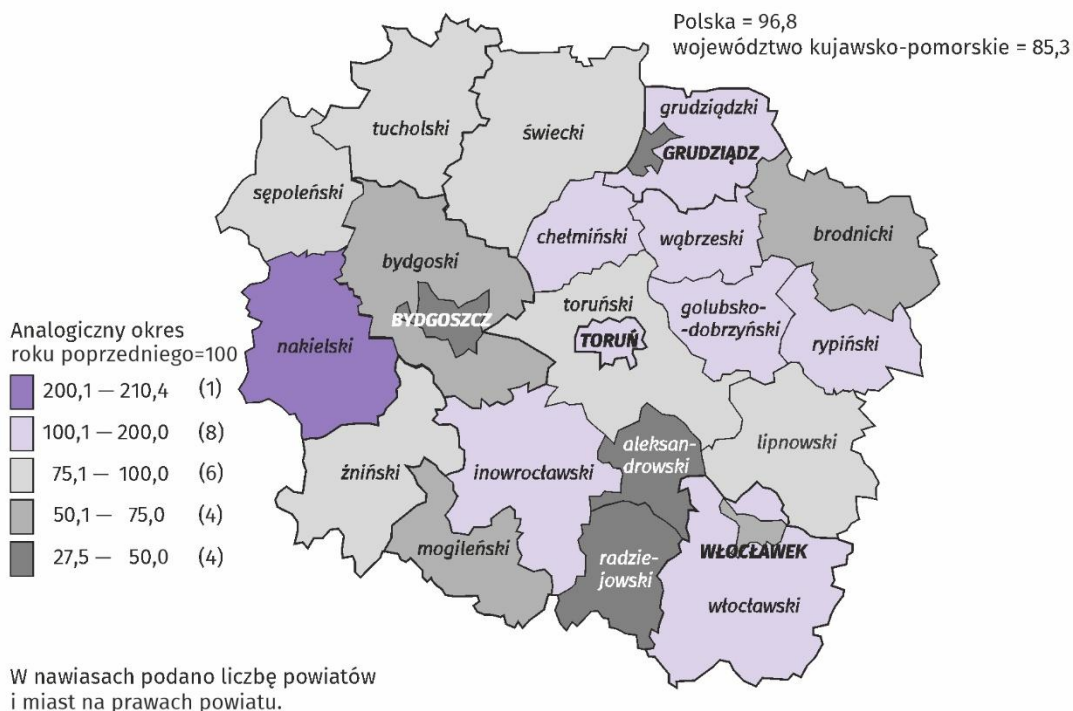 Polska = 96,8
województwo kujawsko-pomorskie = 85,3
grudziądzki
tucholski
świecki
GRUDZIĄDZ
sępoleński
chełmiński
wąbrzeski
brodnicki
bydgoski
toruński
golubsko-
-dobrzyński
BYDGOSZCZ
TORUŃ
rypiński
nakielski
Analogiczny okres
roku poprzedniego=100
200,1 — 210,4 (1)
100,1 — 200,0 (8)
75,1 — 100,0 (6)
50,1 — 75,0 (4)
27,5 — 50,0 (4)
lipnowski
aleksan-
drowski
żniński
inowrocławski
mogileński
radzie-
jowski
WŁOCŁAWEK
włocławski
W nawiasach podano liczbę powiatów
i miast na prawach powiatu.